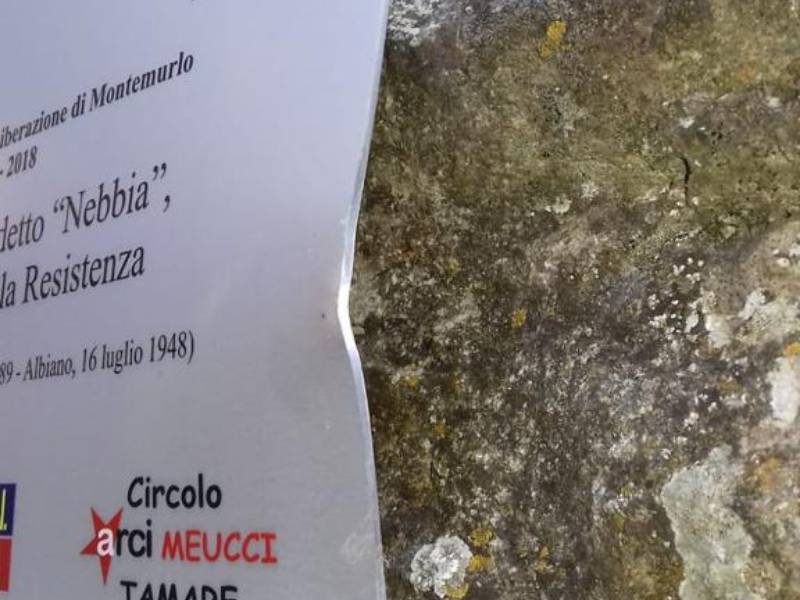 iberazione di Montemurlo
- 2018
detto “Nebbia”,
la Resistenza
89 - Albiano, 16 luglio 1948)
Circolo
arci MEUCCI